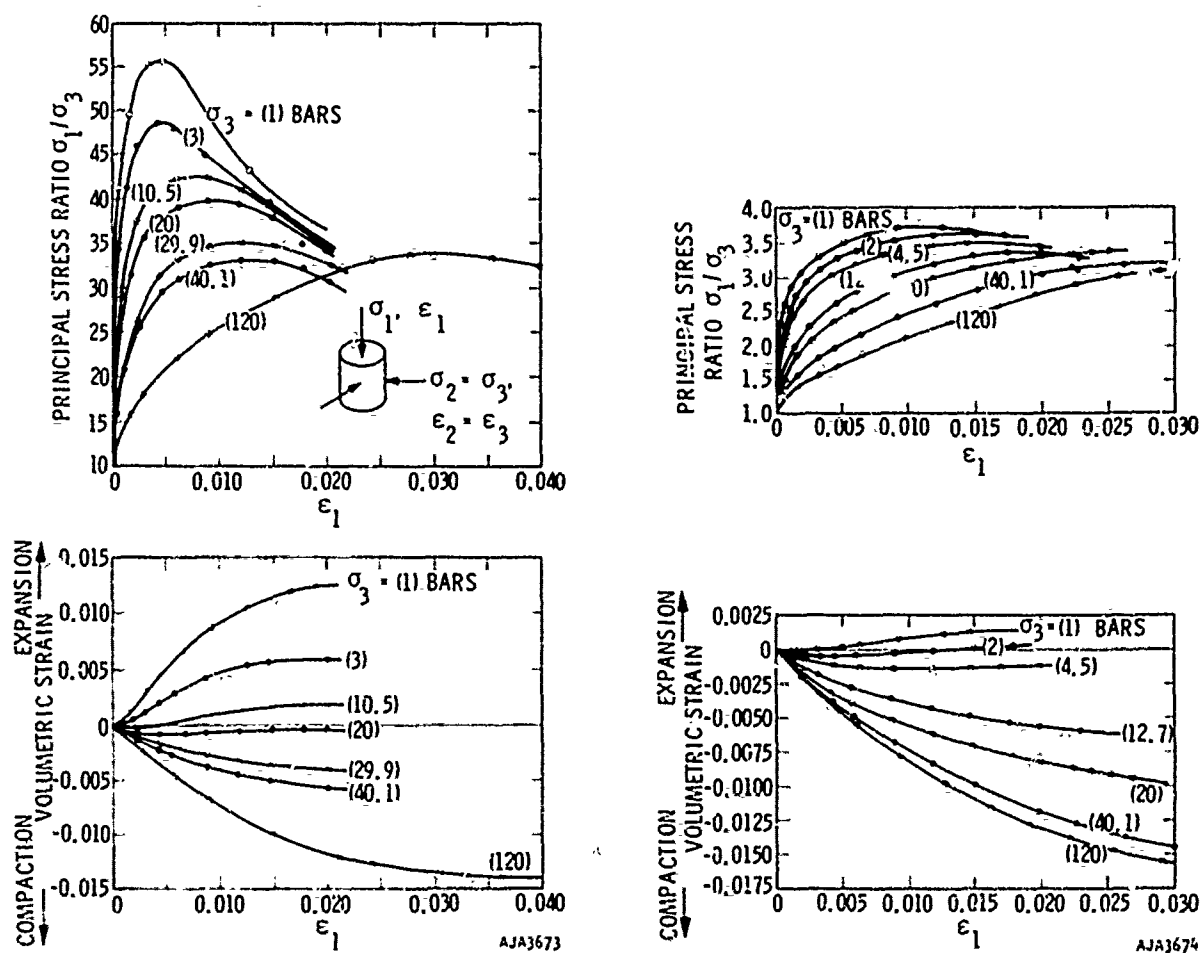 PRINCIPAL STRESS RATIO σ1/σ3
60
55
50
45
40
35
30
25
20
15
10
σ3 = (1) BARS
(3)
(10.5)
(20)
(29.9)
(40.1)
(120)
σ1, ε1
σ2 = σ3,
ε2 = ε3
0 0.010 0.020 0.030 0.040
ε1
PRINCIPAL STRESS
RATIO σ1/σ3
4.0
3.5
3.0
2.5
2.0
1.5
1.0
σ3=(1) BARS
(2)
(4.5)
(40.1)
(120)
0 0.005 0.010 0.015 0.020 0.025 0.030
ε1
COMPACTION EXPANSION
VOLUMETRIC STRAIN
0.015
0.010
0.005
0
-0.005
-0.010
-0.015
σ3 = (1) BARS
(3)
(10.5)
(20)
(29.9)
(40.1)
(120)
0 0.010 0.020 0.030 0.040
ε1
AJA3673
COMPACTION EXPANSION
VOLUMETRIC STRAIN
0.0025
0
-0.0025
-0.0050
-0.0075
-0.0100
-0.0125
-0.0150
-0.0175
σ3=(1) BARS
(2)
(4.5)
(12.7)
(20)
(40.1)
(120)
0 0.005 0.010 0.015 0.020 0.025 0.030
ε1
AJA3674